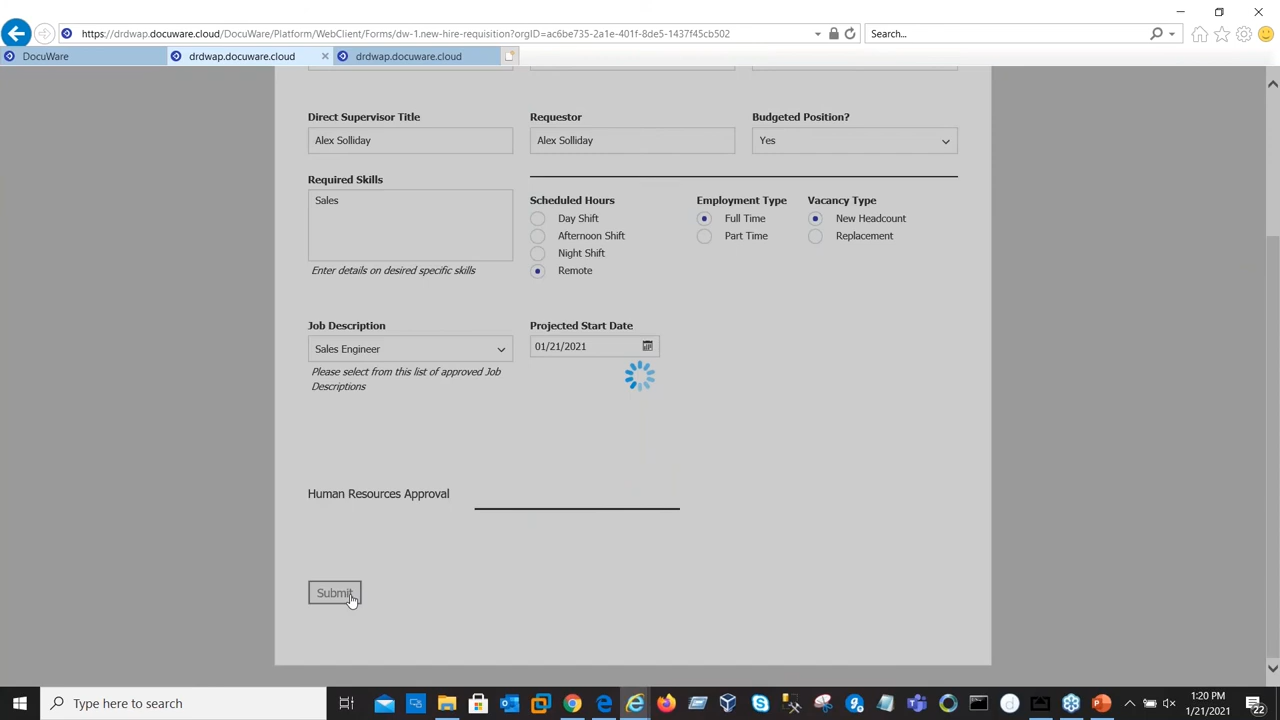 https://drdwap.docuware.cloud/DocuWare/Platform/WebClient/Forms/dw-1.new-hire-requisition?orgID=ac6be735-2a1e-401f-8de5-1437f45cb502
Search...
DocuWare
drdwap.docuware.cloud
drdwap.docuware.cloud
Direct Supervisor Title
Requestor
Budgeted Position?
Alex Solliday
Alex Solliday
Yes
Required Skills
Sales
Enter details on desired specific skills
Scheduled Hours
Day Shift
Afternoon Shift
Night Shift
Remote
Employment Type
Full Time
Part Time
Vacancy Type
New Headcount
Replacement
Job Description
Sales Engineer
Please select from this list of approved Job
Descriptions
Projected Start Date
01/21/2021
Human Resources Approval
Submit
Type here to search
1:20 PM
1/21/2021
22